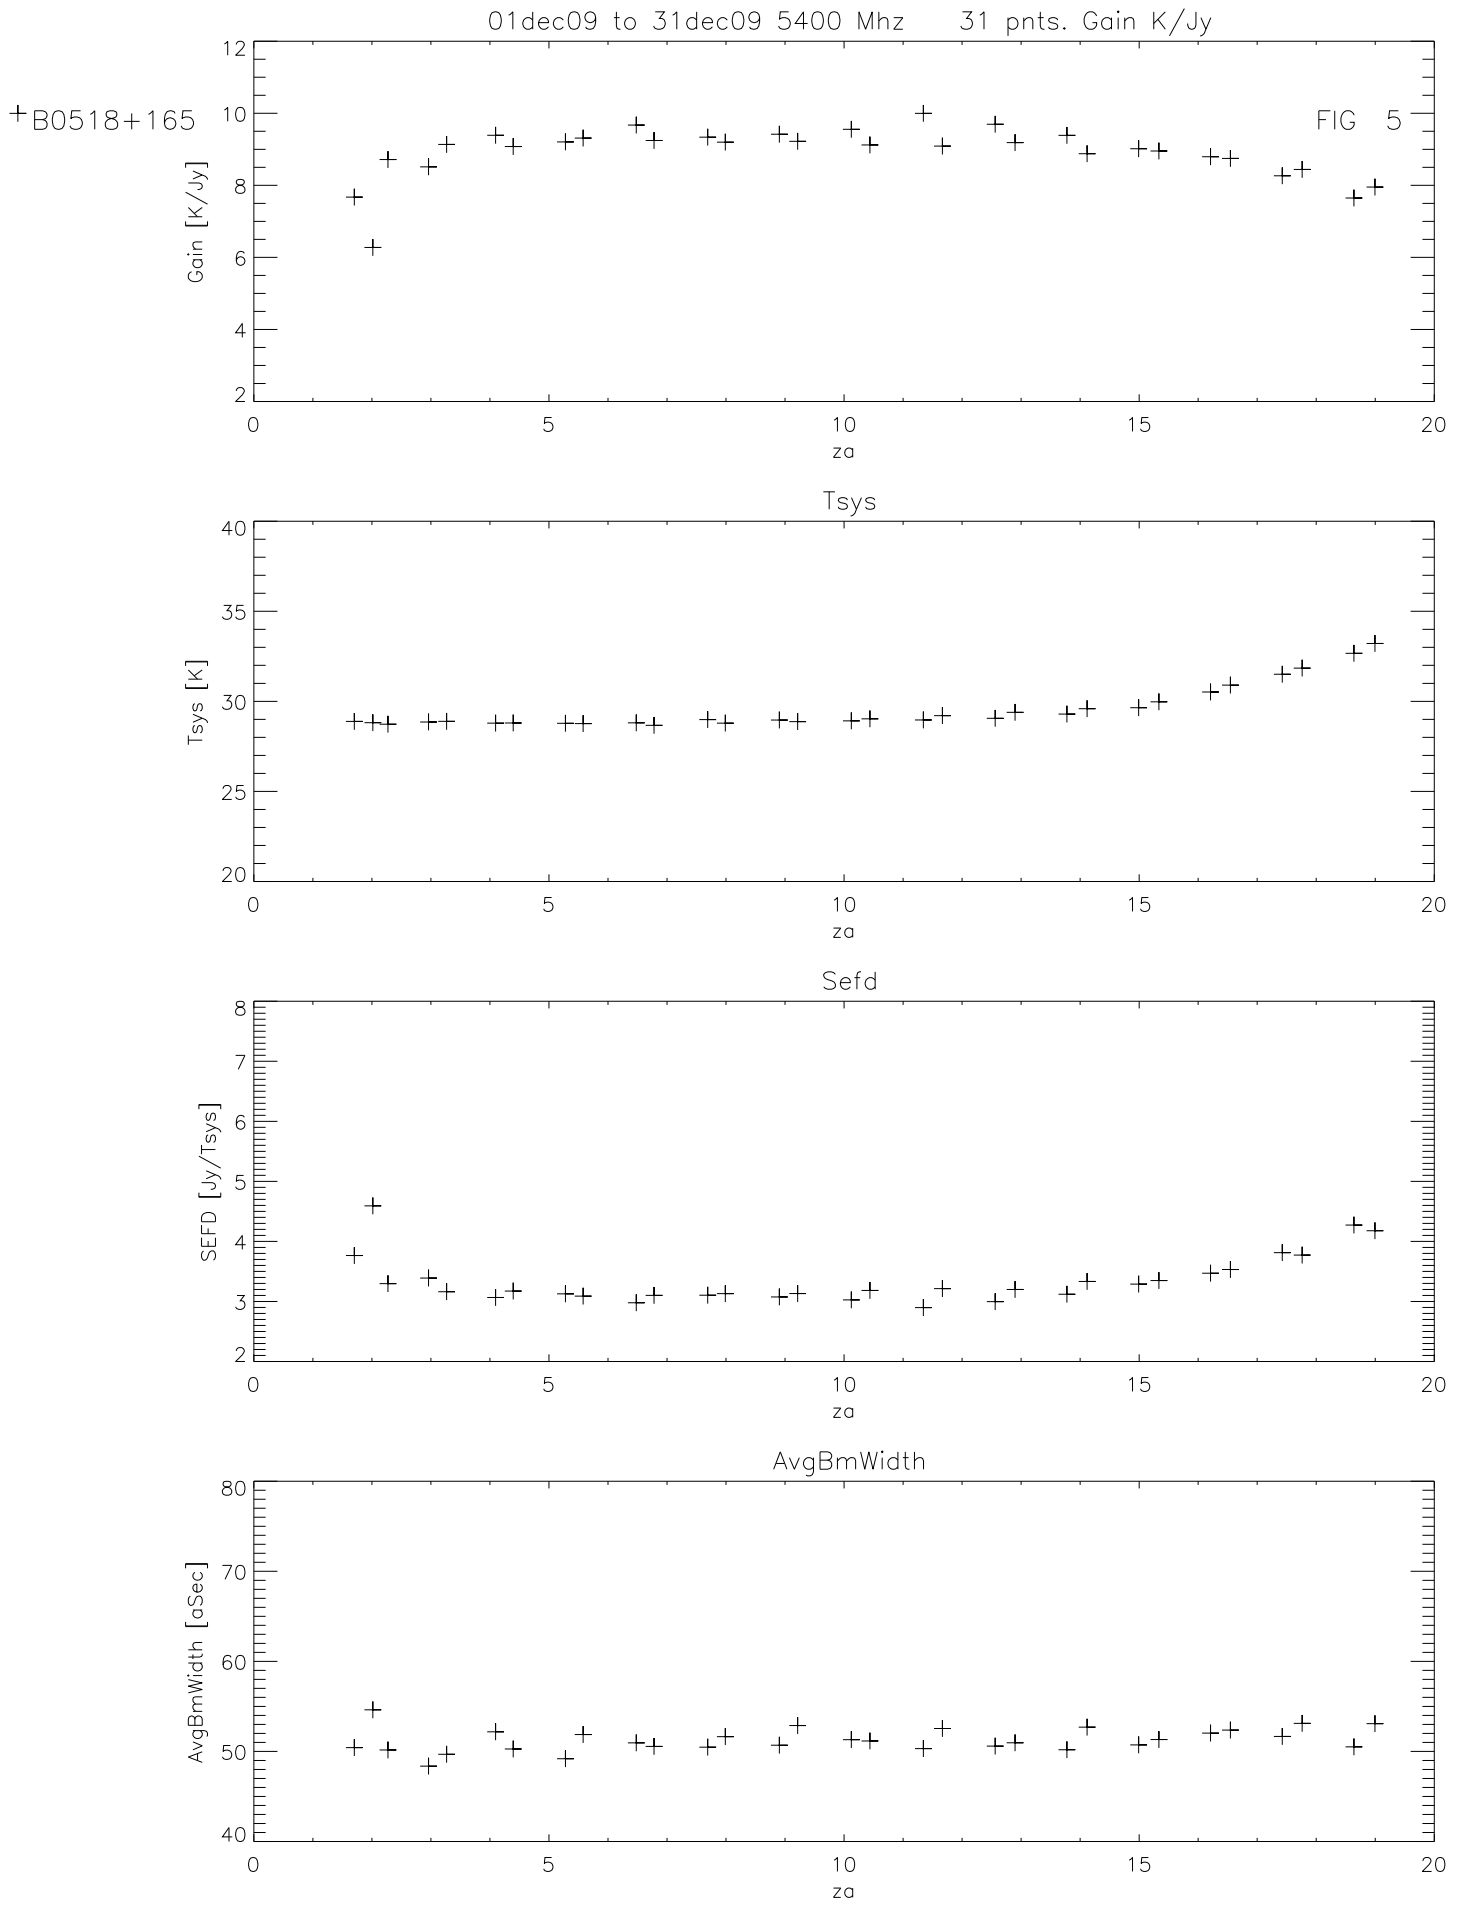 01dec09 to 31dec09 5400 Mhz 31 pnts. Gain K/Jy
+B0518+165
FIG 5
12
10
8
6
4
2
Gain [K/Jy]
0 5 10 15 20
za
Tsys
40
35
30
25
20
Tsys [K]
0 5 10 15 20
za
Sefd
8
7
6
5
4
3
2
SEFD [Jy/Tsys]
0 5 10 15 20
za
AvgBmWidth
80
70
60
50
40
AvgBmWidth [aSec]
0 5 10 15 20
za